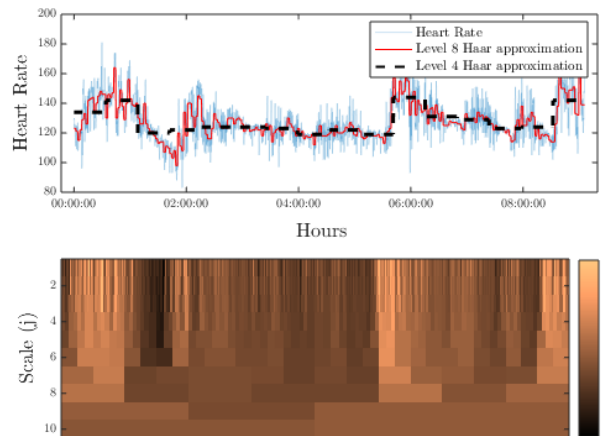 200
180
160
140
120
100
80
Heart Rate
Heart Rate
Level 8 Haar approximation
Level 4 Haar approximation
00:00:00
02:00:00
04:00:00
06:00:00
08:00:00
Hours
Scale (j)
2
4
6
8
10